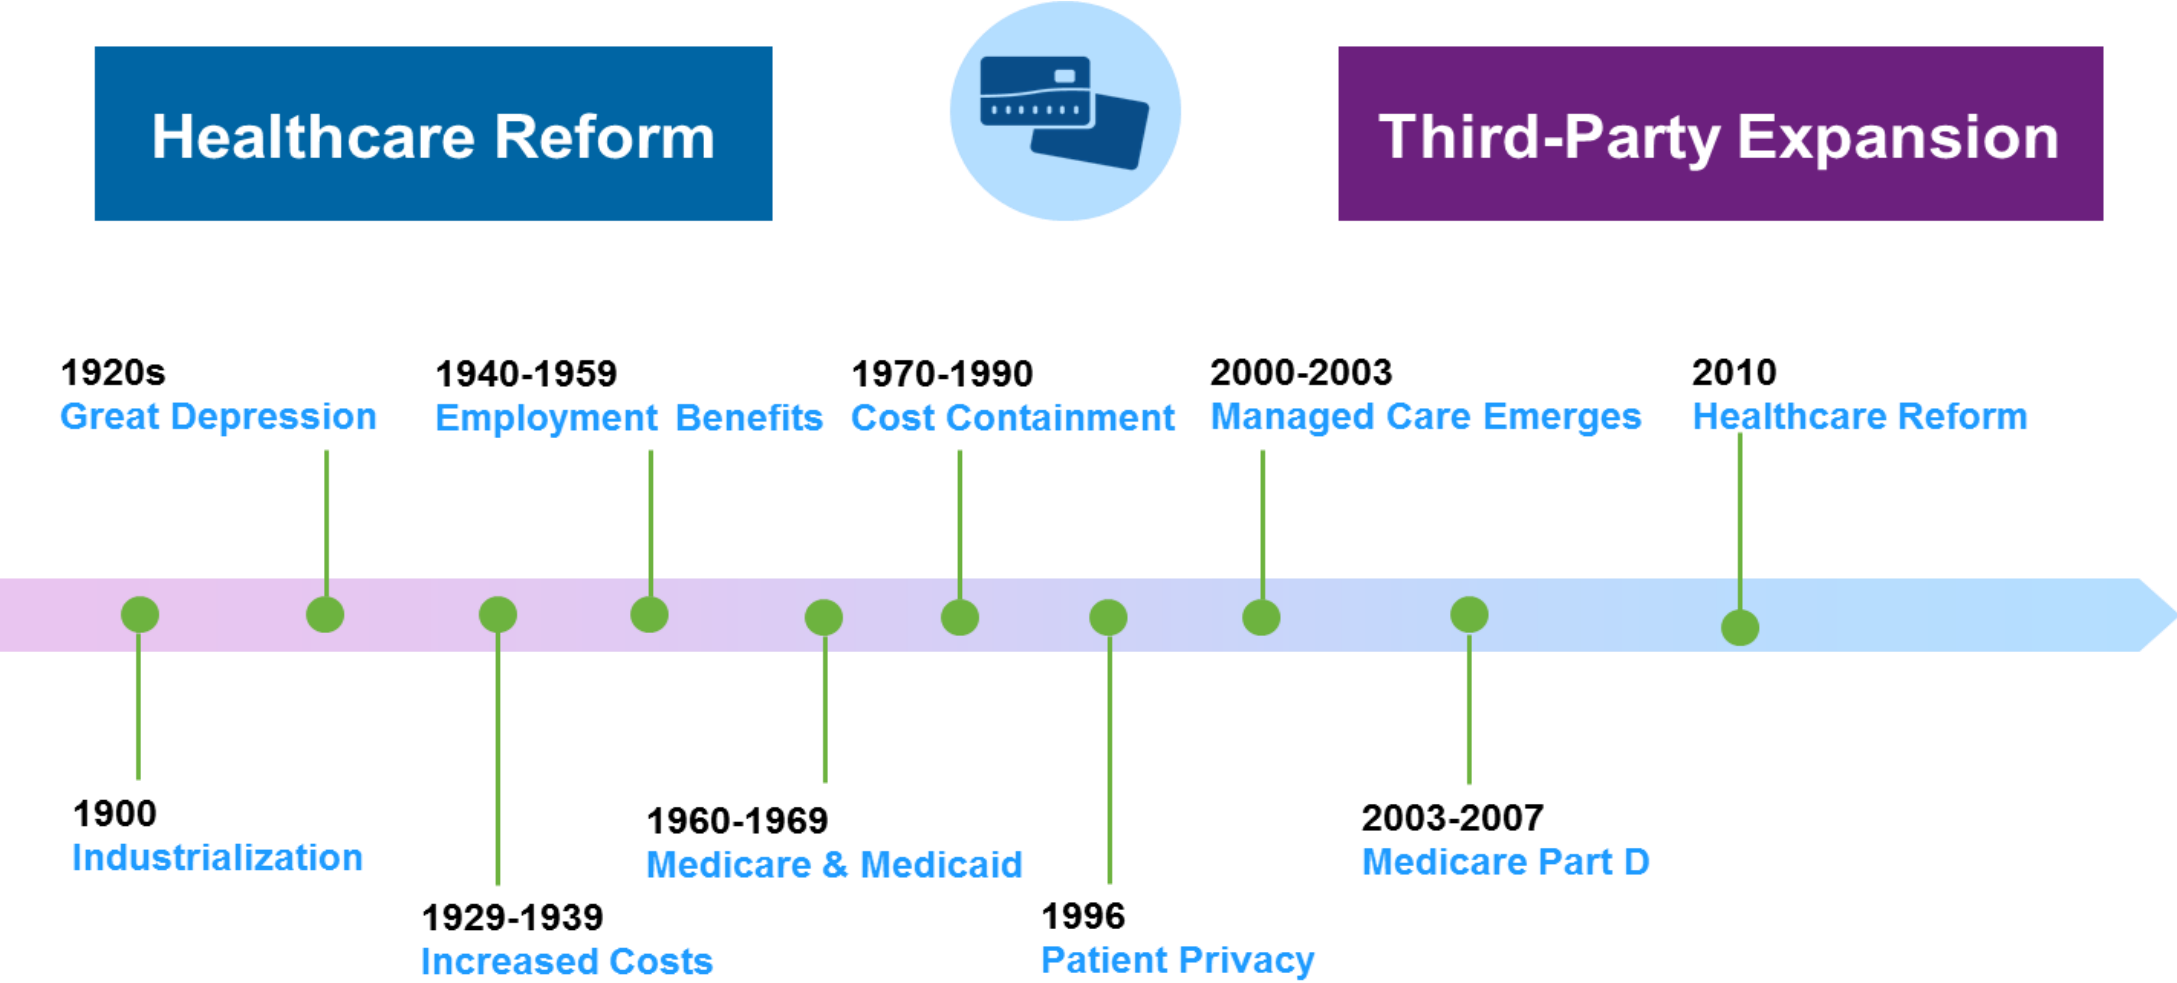 Healthcare Reform
Third-Party Expansion
1920s
Great Depression
1940-1959
Employment Benefits
1970-1990
Cost Containment
2000-2003
Managed Care Emerges
2010
Healthcare Reform
1900
Industrialization
1929-1939
Increased Costs
1960-1969
Medicare & Medicaid
1996
Patient Privacy
2003-2007
Medicare Part D